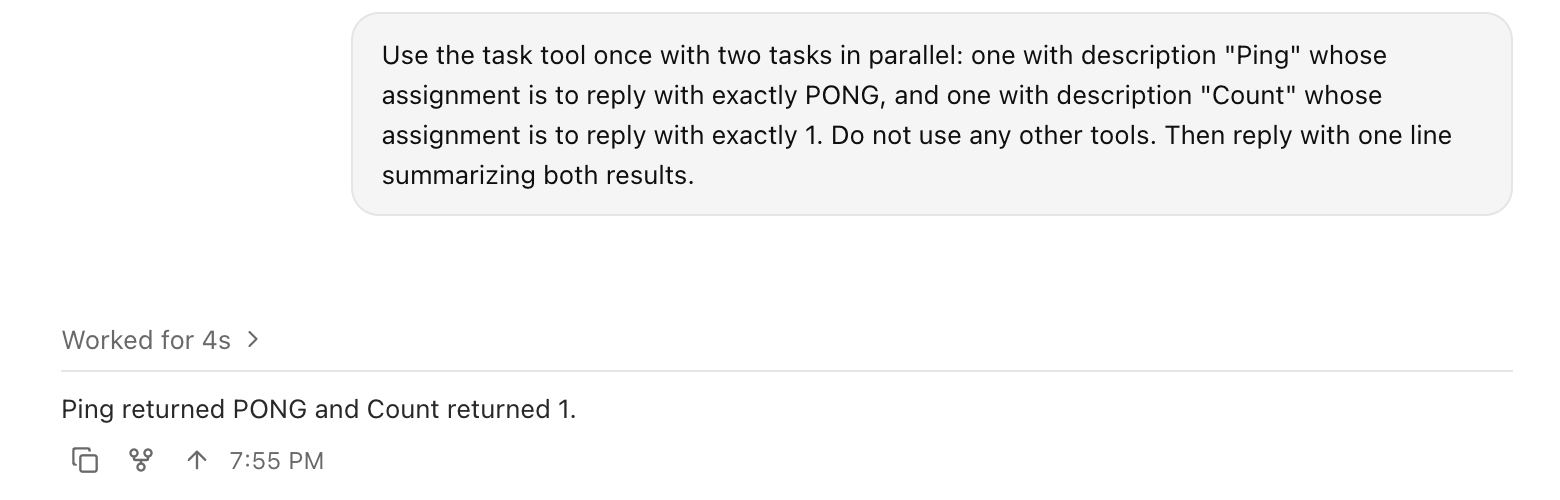 Use the task tool once with two tasks in parallel: one with description "Ping" whose
assignment is to reply with exactly PONG, and one with description "Count" whose
assignment is to reply with exactly 1. Do not use any other tools. Then reply with one line
summarizing both results.
Worked for 4s
Ping returned PONG and Count returned 1.
7:55 PM